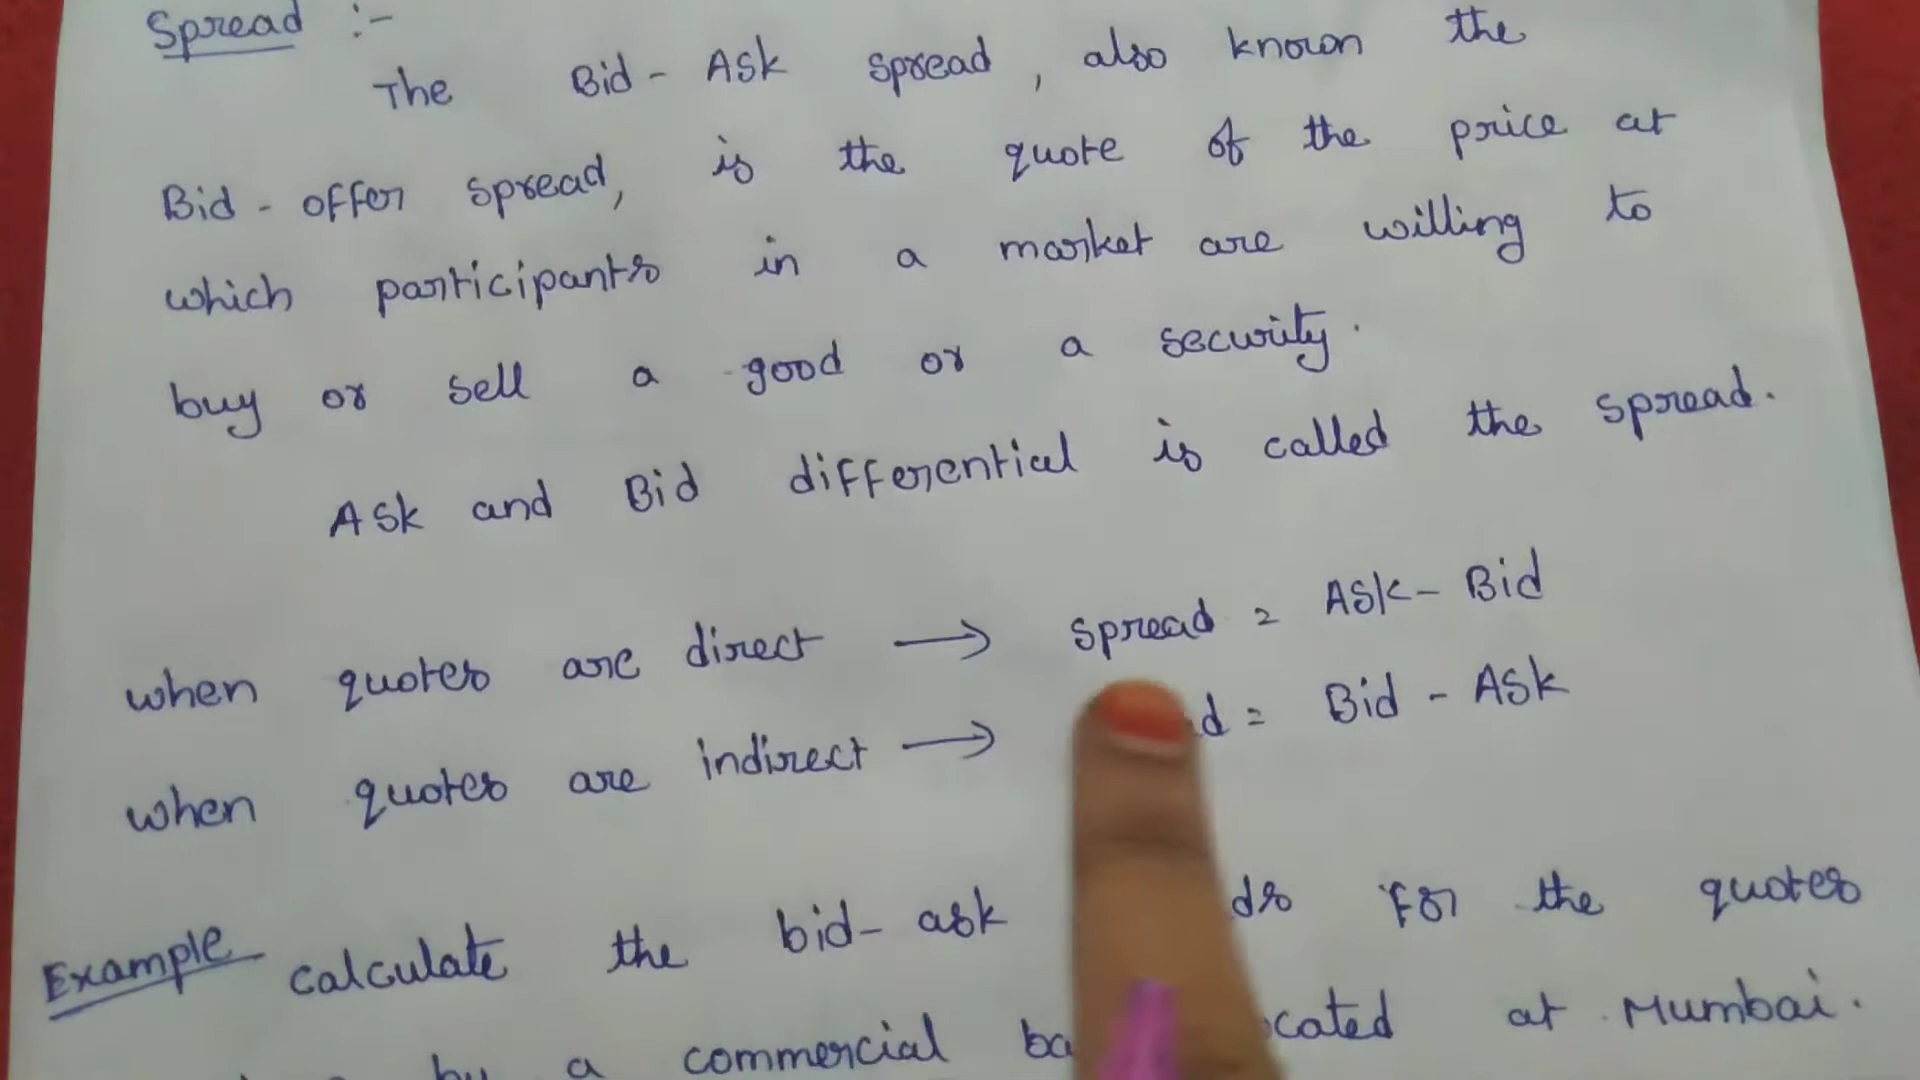 Spread :-
The Bid - Ask spread, also known the
Bid - offer spread, is the quote of the price at
which participants in a market are willing to
buy or sell a good or a security.
Ask and Bid differential is called the spread.
when quotes are direct → spread = Ask - Bid
when quotes are indirect → d = Bid - Ask
Example calculate the bid - ask ds for the quotes
by a commercial ba cated at Mumbai.